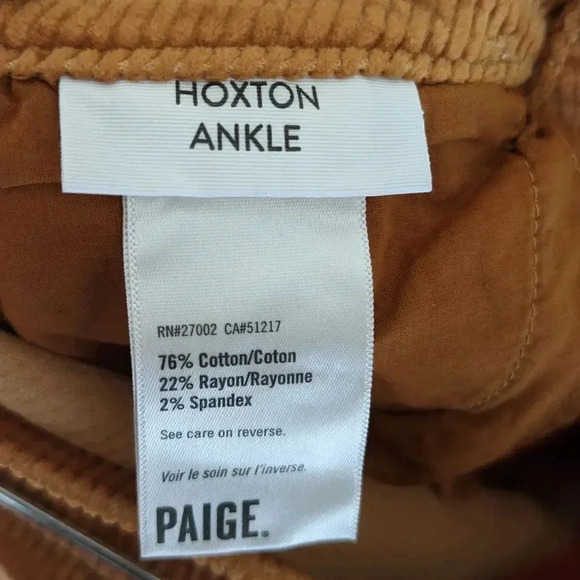 HOXTON
ANKLE
RN#27002 CA#51217
76% Cotton/Coton
22% Rayon/Rayonne
2% Spandex
See care on reverse.
Voir le soin sur l'inverse.
PAIGE.